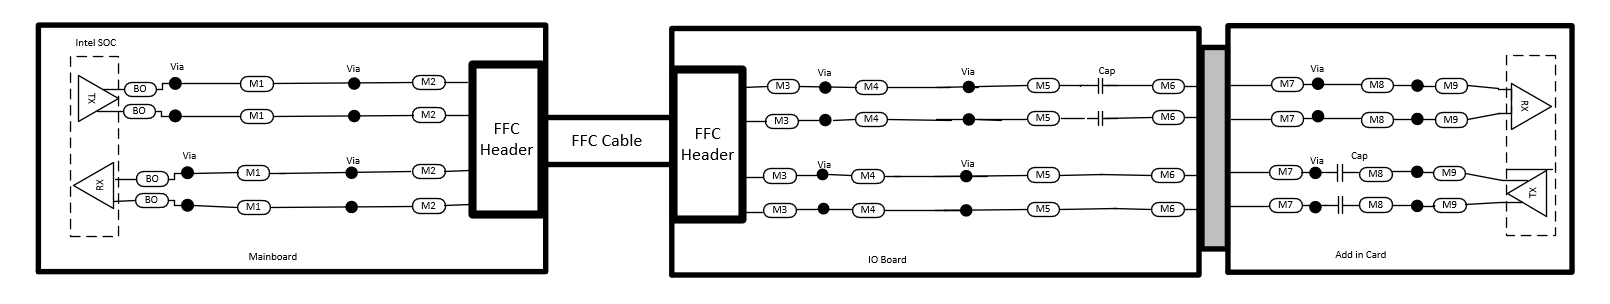 Intel SOC
TX
BO
Via
M1
Via
M2
BO
M1
M2
RX
BO
Via
M1
Via
M2
BO
M1
M2
FFC
Header
Mainboard
FFC Cable
FFC
Header
M3
Via
M4
Via
M5
Cap
M6
M3
M4
M5
M6
M3
Via
M4
Via
M5
M6
M3
M4
M5
M6
IO Board
M7
Via
M8
M9
RX
M7
M8
M9
M7
Via
Cap
M8
M9
TX
M7
M8
M9
Add in Card